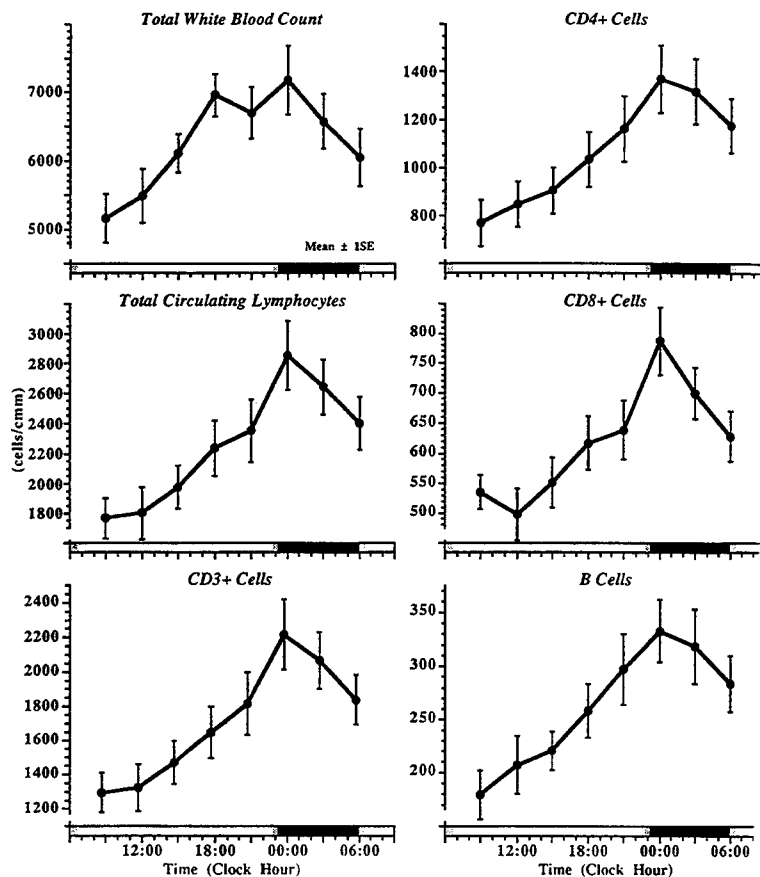 Total White Blood Count
7000
6000
5000
Mean ± 1SE
CD4+ Cells
1400
1200
1000
800
Total Circulating Lymphocytes
(cells/cmm)
3000
2800
2600
2400
2200
2000
1800
CD8+ Cells
800
750
700
650
600
550
500
CD3+ Cells
2400
2200
2000
1800
1600
1400
1200
12:00 18:00 00:00 06:00
Time (Clock Hour)
B Cells
350
300
250
200
12:00 18:00 00:00 06:00
Time (Clock Hour)